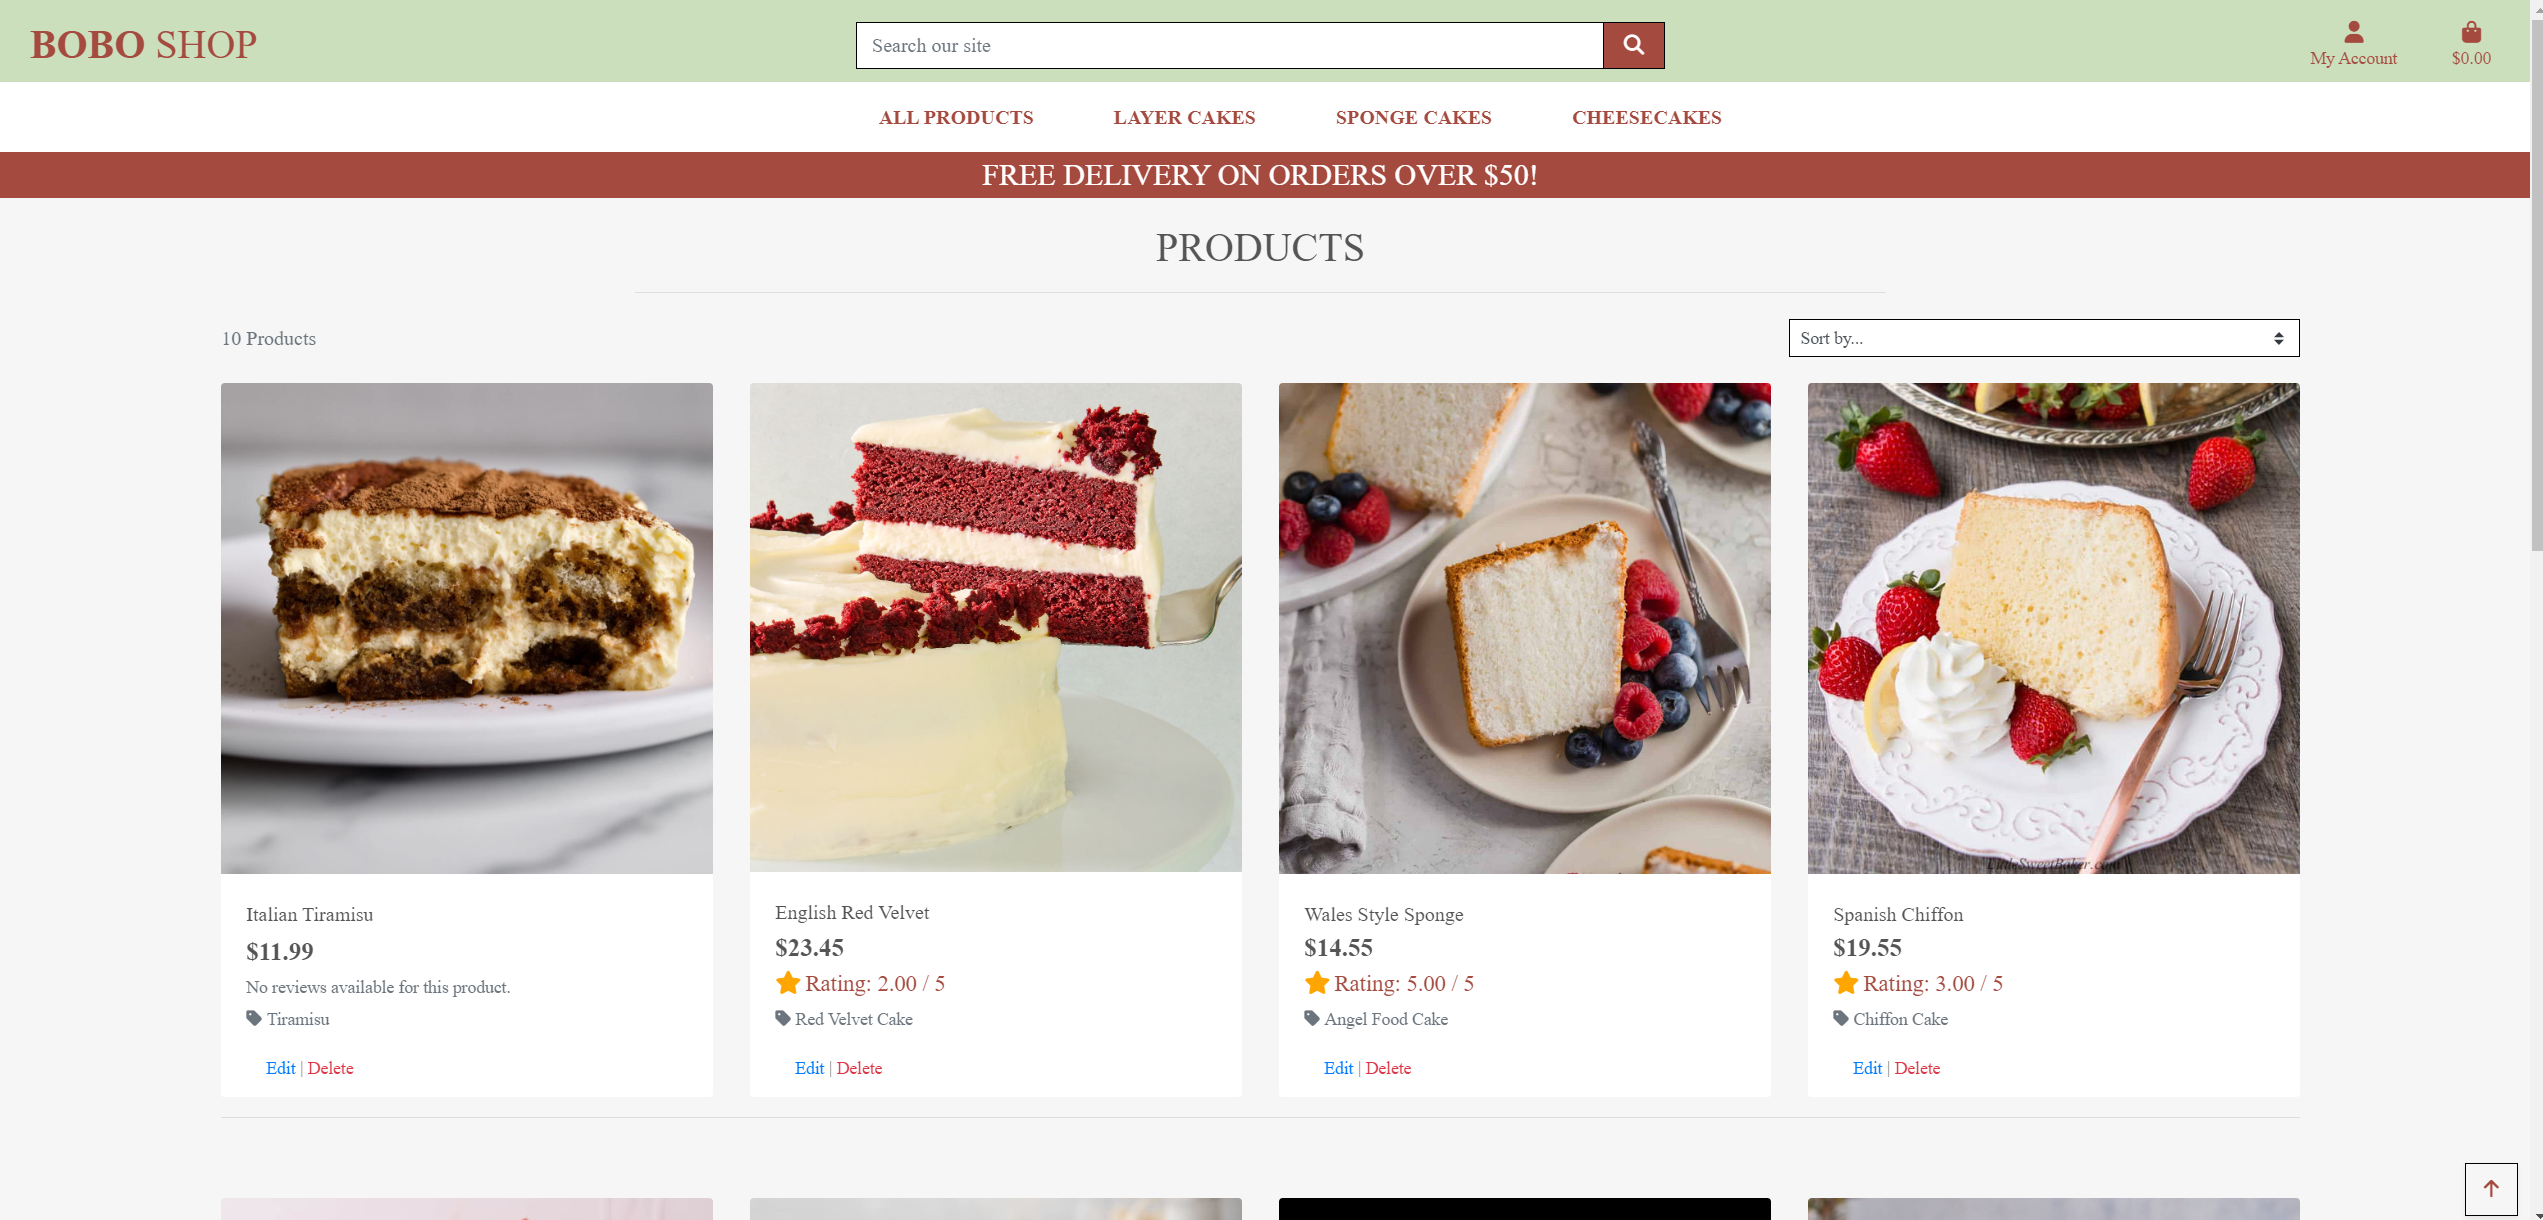 BOBO SHOP
Search our site
My Account
$0.00
ALL PRODUCTS LAYER CAKES SPONGE CAKES CHEESECAKES
FREE DELIVERY ON ORDERS OVER $50!
PRODUCTS
10 Products
Sort by...
LittleSweetBaker.com
Italian Tiramisu
$11.99
No reviews available for this product.
Tiramisu
Edit | Delete
English Red Velvet
$23.45
Rating: 2.00 / 5
Red Velvet Cake
Edit | Delete
Wales Style Sponge
$14.55
Rating: 5.00 / 5
Angel Food Cake
Edit | Delete
Spanish Chiffon
$19.55
Rating: 3.00 / 5
Chiffon Cake
Edit | Delete